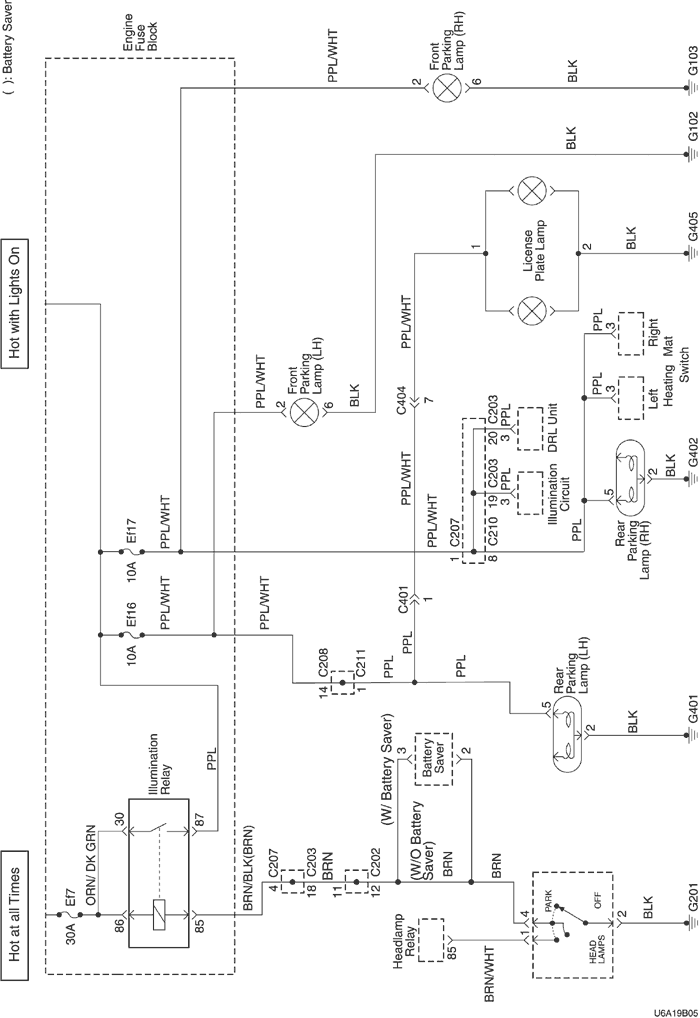 ( ): Battery Saver
Hot at all Times
Hot with Lights On
Engine
Fuse
Block
Ef7
30A
ORN/ DK GRN
86
30
Illumination
Relay
85
87
PPL
BRN/BLK(BRN)
Ef16
10A
PPL/WHT
Ef17
10A
PPL/WHT
PPL/WHT
2
Front
Parking
Lamp (RH)
6
BLK
G103
BLK
G102
PPL/WHT
2
Front
Parking
Lamp (LH)
6
BLK
PPL/WHT
14
C208
1
C211
PPL
PPL
PPL
C401
1
PPL/WHT
C404
7
PPL/WHT
1
License
Plate Lamp
2
BLK
G405
PPL/WHT
1
C207
8
C210
19
C203
3
PPL
Illumination
Circuit
20
C203
3
PPL
DRL Unit
PPL
PPL
3
Left
PPL
3
Right
Heating Mat
Switch
5
Rear
Parking
Lamp (RH)
2
BLK
G402
5
Rear
Parking
Lamp (LH)
2
BLK
G401
4
C207
18
C203
BRN
11
C202
12
(W/ Battery Saver)
3
Battery
Saver
2
(W/O Battery
Saver)
BRN
BRN
Headlamp
Relay
85
BRN/WHT
1
4
PARK
OFF
HEAD
LAMPS
2
BLK
G201
U6A19B05